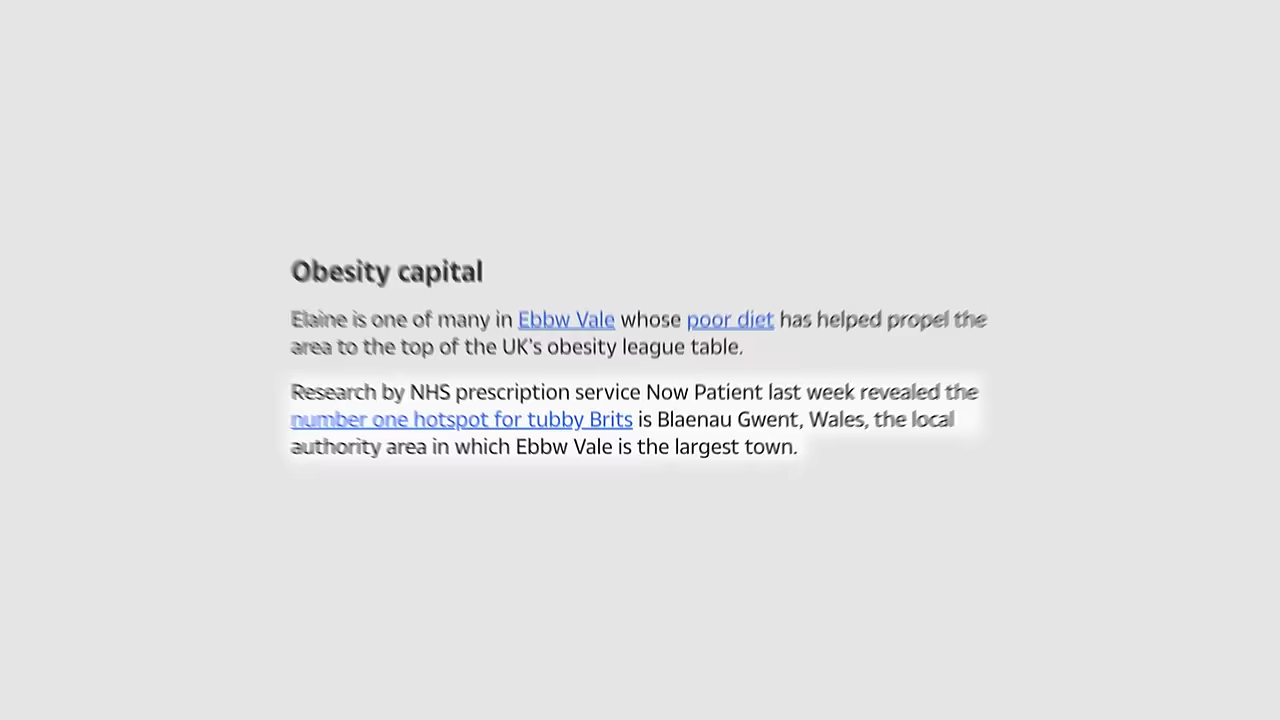 Obesity capital
Elaine is one of many in Ebbw Vale whose poor diet has helped propel the
area to the top of the UK's obesity league table.
Research by NHS prescription service Now Patient last week revealed the
number one hotspot for tubby Brits is Blaenau Gwent, Wales, the local
authority area in which Ebbw Vale is the largest town.